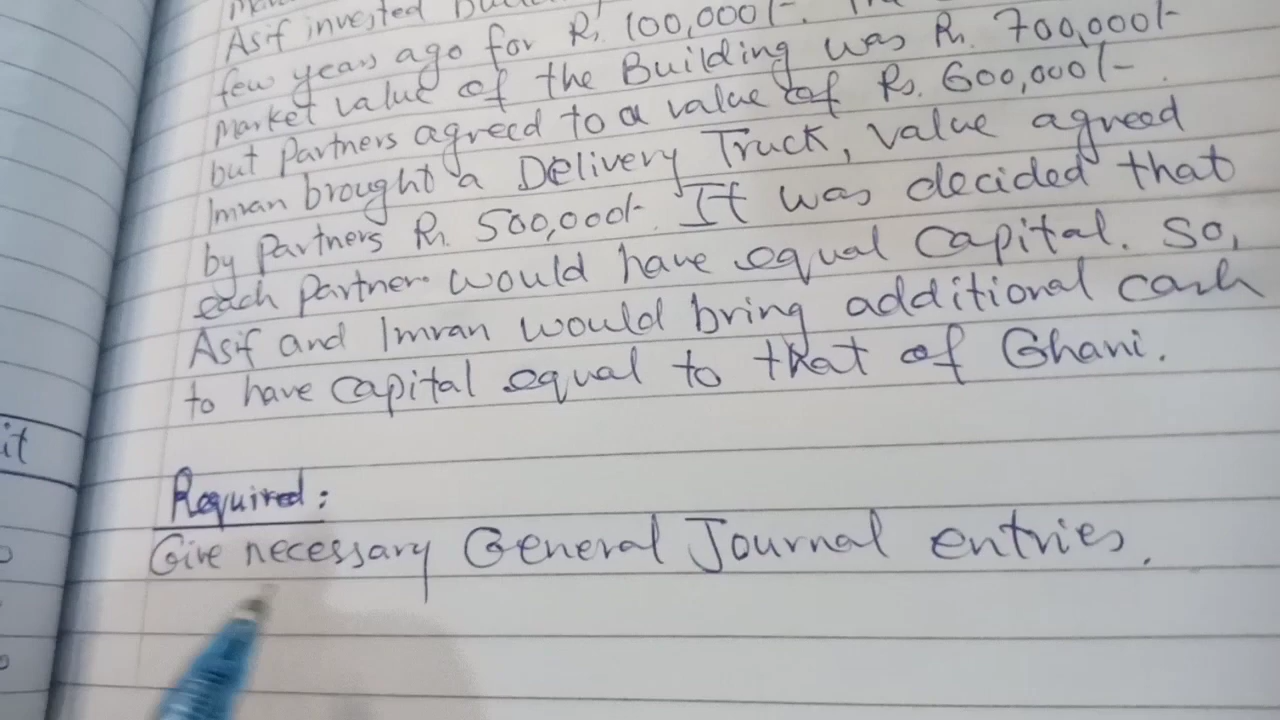 Asif invested
few years ago for Rs. 100,000/-.
market value of the Building was Rs. 700,000/-
but Partners agreed to a value of Rs. 600,000/-.
Imran brought a Delivery Truck, value agreed
by partners Rs. 500,000/-. It was decided that
each partner would have equal capital. So,
Asif and Imran would bring additional cash
to have capital equal to that of Ghani.
it
Required:
Give necessary General Journal entries.